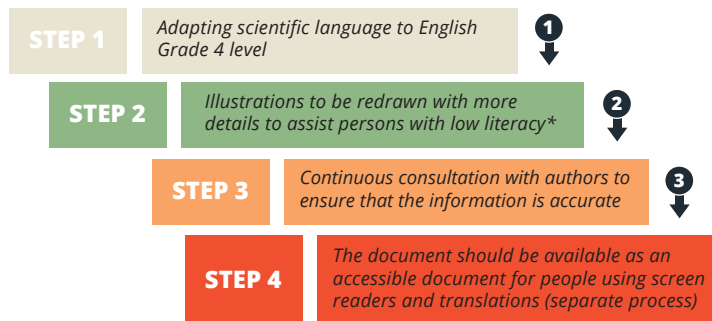 STEP 1
Adapting scientific language to English
Grade 4 level
1
STEP 2
Illustrations to be redrawn with more
details to assist persons with low literacy*
2
STEP 3
Continuous consultation with authors to
ensure that the information is accurate
3
STEP 4
The document should be available as an
accessible document for people using screen
readers and translations (separate process)